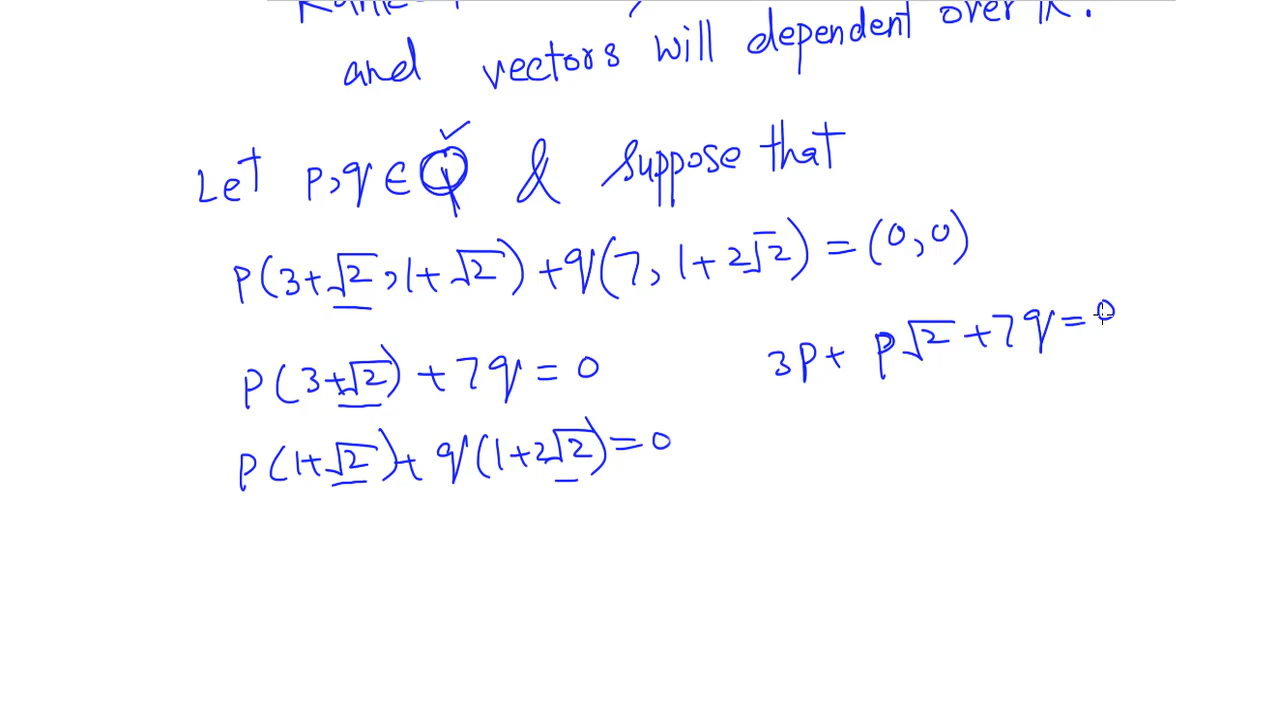 and vectors will dependent over R.
Let p,q ∈ Q & suppose that
p(3+√2, 1+√2) + q(7, 1+2√2) = (0,0)
p(3+√2) + 7q = 0
3p + p√2 + 7q = 0
p(1+√2) + q(1+2√2) = 0